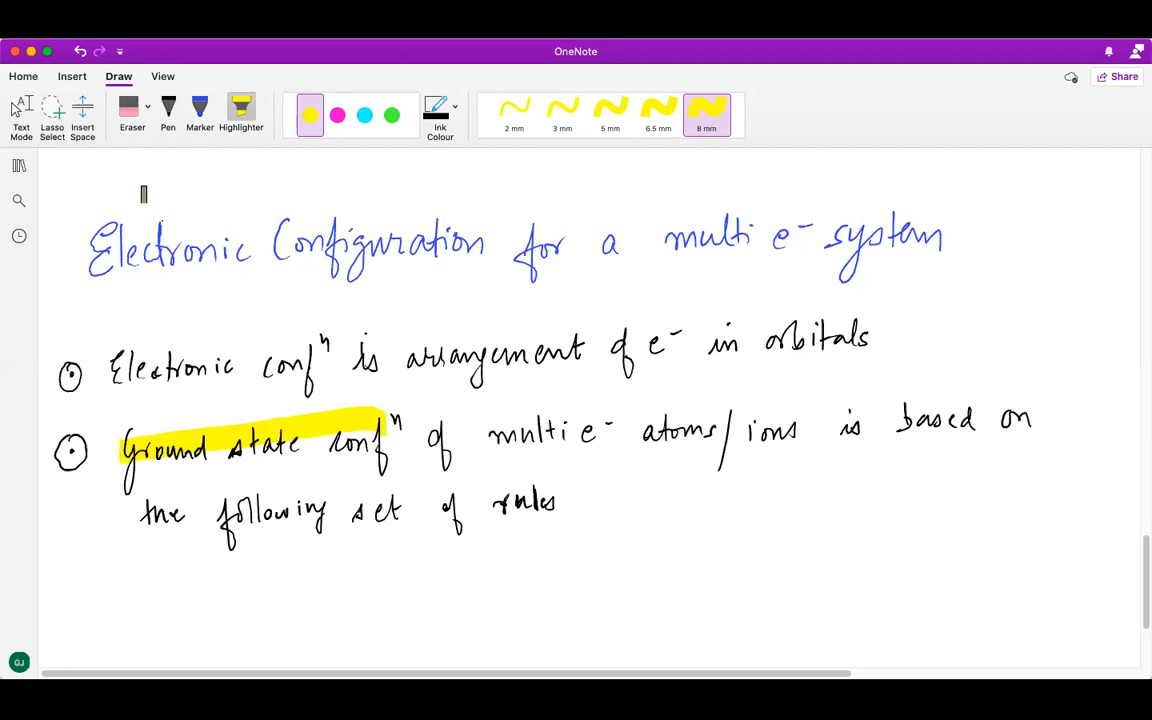 OneNote
Home Insert Draw View
Share
Text Mode
Lasso Select
Insert Space
Eraser
Pen
Marker
Highlighter
Ink Colour
2 mm
3 mm
5 mm
6.5 mm
8 mm
Electronic Configuration for a multi e⁻ system
Electronic confⁿ is arrangement of e⁻ in orbitals
Ground state confⁿ of multi e⁻ atoms/ions is based on
the following set of rules
GJ